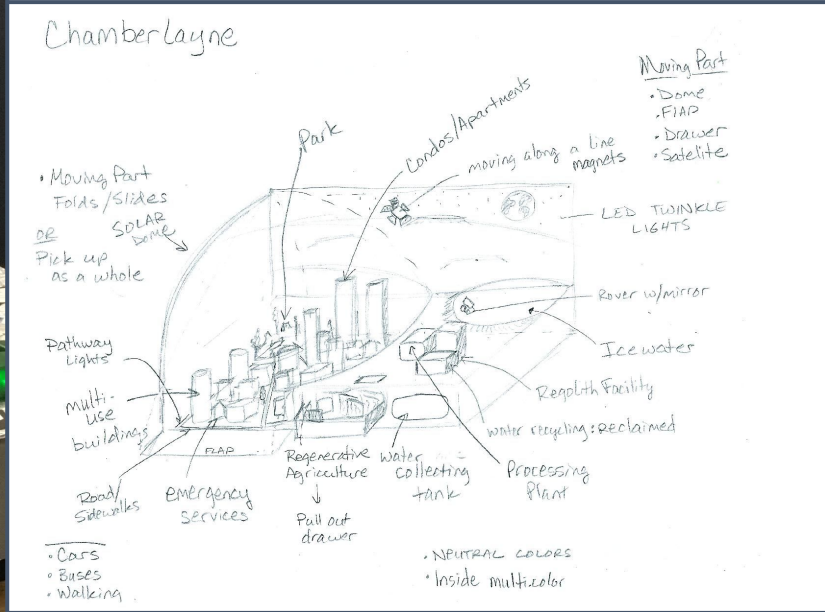 Chamberlayne
Moving Part
• Dome
• FlAP
• Drawer
• Satelite
Park
Condos/Apartments
moving along a line
magnets
• Moving Part
Folds/Slides
OR
Pick up
as a whole
SOLAR
Dome
LED TWINKLE
LIGHTS
Rover w/mirror
Ice water
Regolith Facility
water recycling: Reclaimed
Processing
Plant
Pathway
Lights
multi-
use
buildings
FLAP
Road/
Sidewalks
emergency
services
Regenerative
Agriculture
Pull out
drawer
water
collecting
tank
• Cars
• Buses
• Walking
• NEUTRAL COLORS
• Inside multicolor